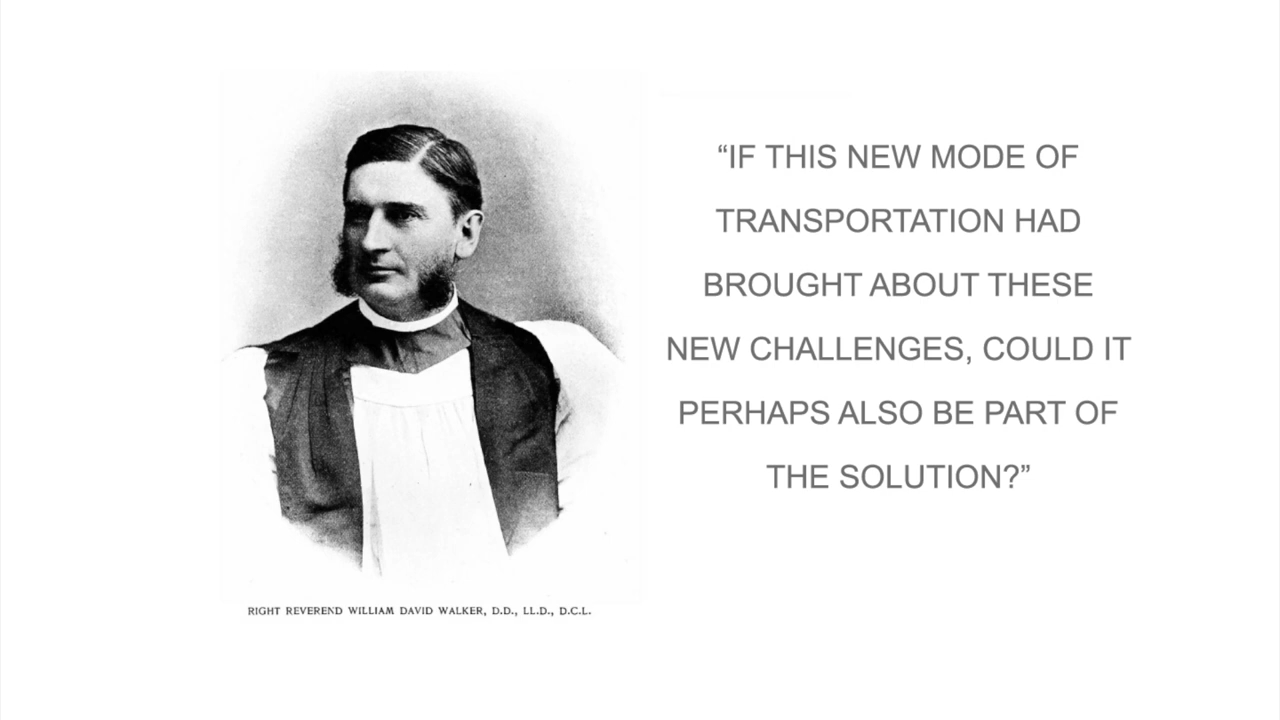 “IF THIS NEW MODE OF
TRANSPORTATION HAD
BROUGHT ABOUT THESE
NEW CHALLENGES, COULD IT
PERHAPS ALSO BE PART OF
THE SOLUTION?”
RIGHT REVEREND WILLIAM DAVID WALKER, D.D., LL.D., D.C.L.